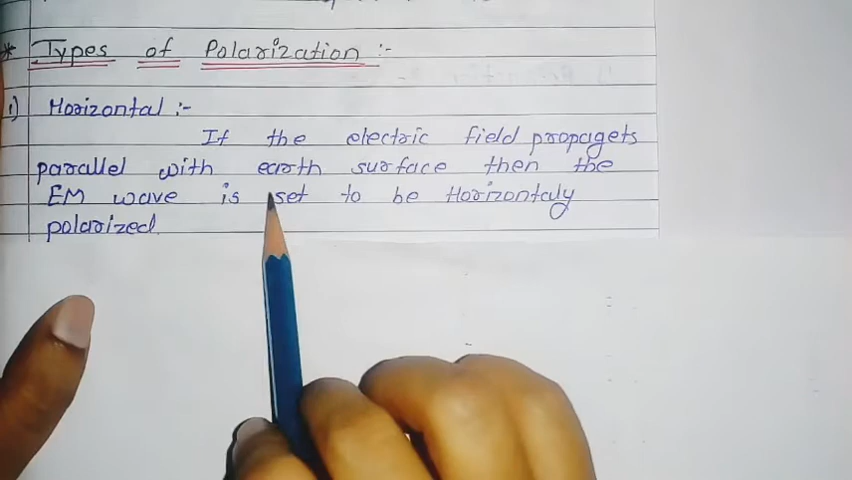 * Types of Polarization :-
1) Horizontal :-
If the electric field propagets
parallel with earth surface then the
EM wave is set to be Horizontaly
polarized.